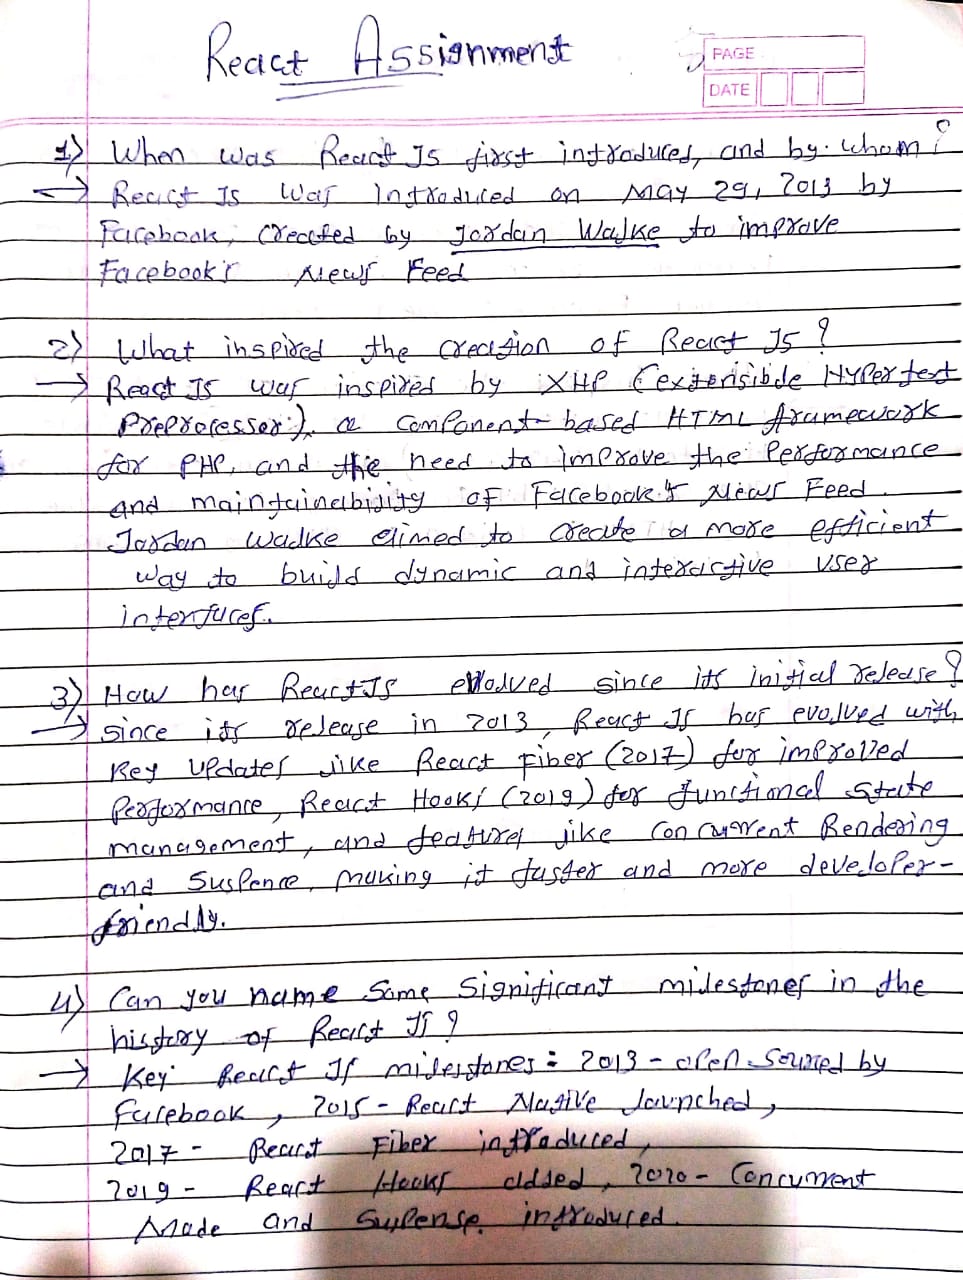 React Assignment
PAGE
DATE
1) When was React JS first introduced, and by whom?
→ React JS was Introduced on May 29, 2013 by
Facebook, Created by Jordan Walke to improve
Facebook's News Feed
2) What inspired the creation of React JS ?
→ React JS was inspired by XHP (extensible Hypertext
Preprocessor), a component based HTML framework
for PHP, and the need to improve the Performance
and maintainability of Facebook's News Feed.
Jordan Walke aimed to create a more efficient
way to build dynamic and interactive user
interfaces.
3) How has ReactJS evolved since its initial release?
→ since its release in 2013, React JS has evolved with
Key Updates like React Fiber (2017) for improved
Performance, React Hooks (2019) for functional state
management, and features like Concurrent Rendering
and Suspence, making it faster and more developer-
friendly.
4) Can you name some significant milestones in the
history of React JS ?
→ Key React JS milestones : 2013 - open-sourced by
Facebook, 2015 - React Native launched,
2017 - React Fiber introduced,
2019 - React Hooks added, 2020 - Concurrent
Mode and Supense introduced.